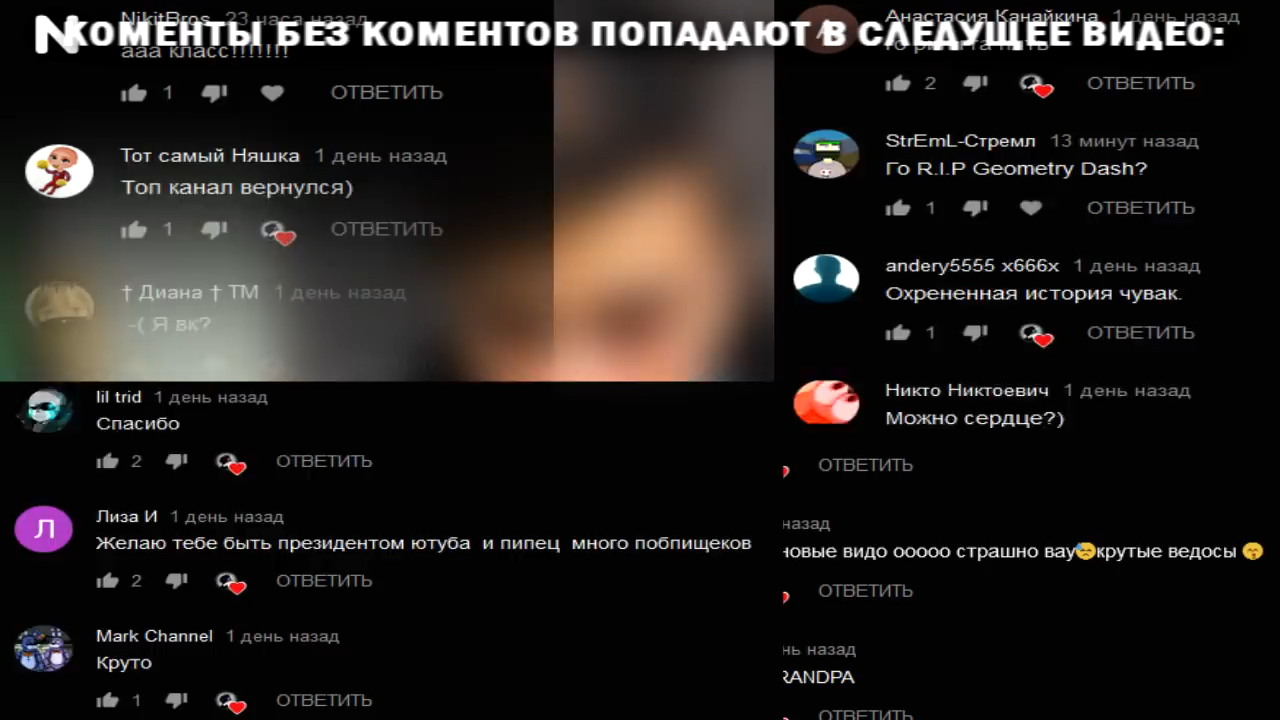 КОМЕНТЫ БЕЗ КОМЕНТОВ ПОПАДАЮТ В СЛЕДУЩЕЕ ВИДЕО:
NikitBros 23 часа назад
ааа класс!!!!!!!
1 ОТВЕТИТЬ
Тот самый Няшка 1 день назад
Топ канал вернулся)
1 ОТВЕТИТЬ
† Диана † ТМ 1 день назад
-( Я вк?
lil trid 1 день назад
Спасибо
2 ОТВЕТИТЬ
Л
Лиза И 1 день назад
Желаю тебе быть президентом ютуба и пипец много побпищеков
2 ОТВЕТИТЬ
Mark Channel 1 день назад
Круто
1 ОТВЕТИТЬ
Анастасия Канайкина 1 день назад
2 ОТВЕТИТЬ
StrEmL-Стремл 13 минут назад
Го R.I.P Geometry Dash?
1 ОТВЕТИТЬ
andery5555 x666x 1 день назад
Охрененная история чувак.
1 ОТВЕТИТЬ
Никто Никтоевич 1 день назад
Можно сердце?)
ОТВЕТИТЬ
назад
новые видо ооооо страшно вау😓крутые ведосы 😙
ОТВЕТИТЬ
нь назад
RANDPA
ОТВЕТИТЬ